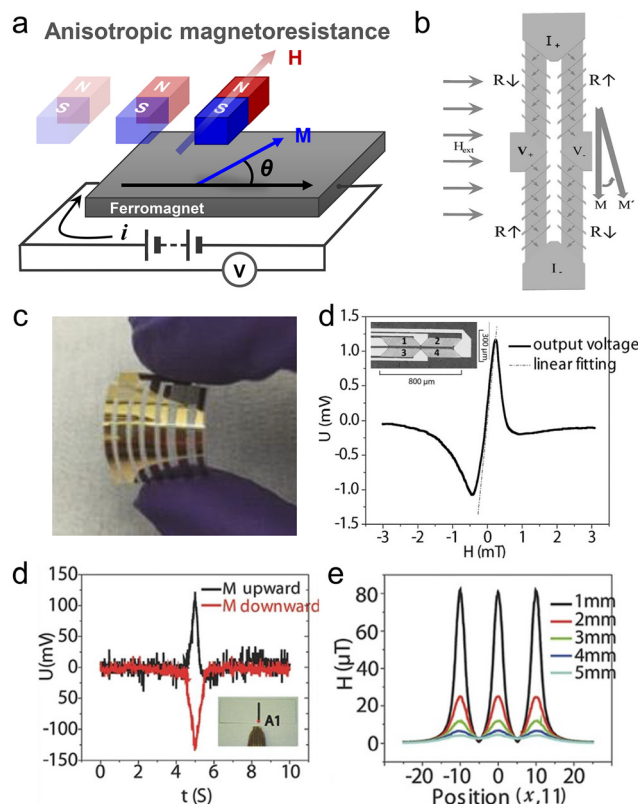 a
Anisotropic magnetoresistance
H
N
S
N
S
N
S
M
θ
Ferromagnet
i
V
b
I+
R↓
R↑
Hext
V+
V-
M M′
R↑
R↓
I-
c
d
1 2
3 4
300 μm
800 μm
output voltage
linear fitting
1.5
1.0
0.5
0.0
-0.5
-1.0
-1.5
U (mV)
-3 -2 -1 0 1 2 3
H (mT)
d
M upward
M downward
150
100
50
0
-50
-100
-150
U(mV)
A1
0 2 4 6 8 10
t (S)
e
1mm
2mm
3mm
4mm
5mm
80
60
40
20
0
H (μT)
-20 -10 0 10 20
Position (x,11)